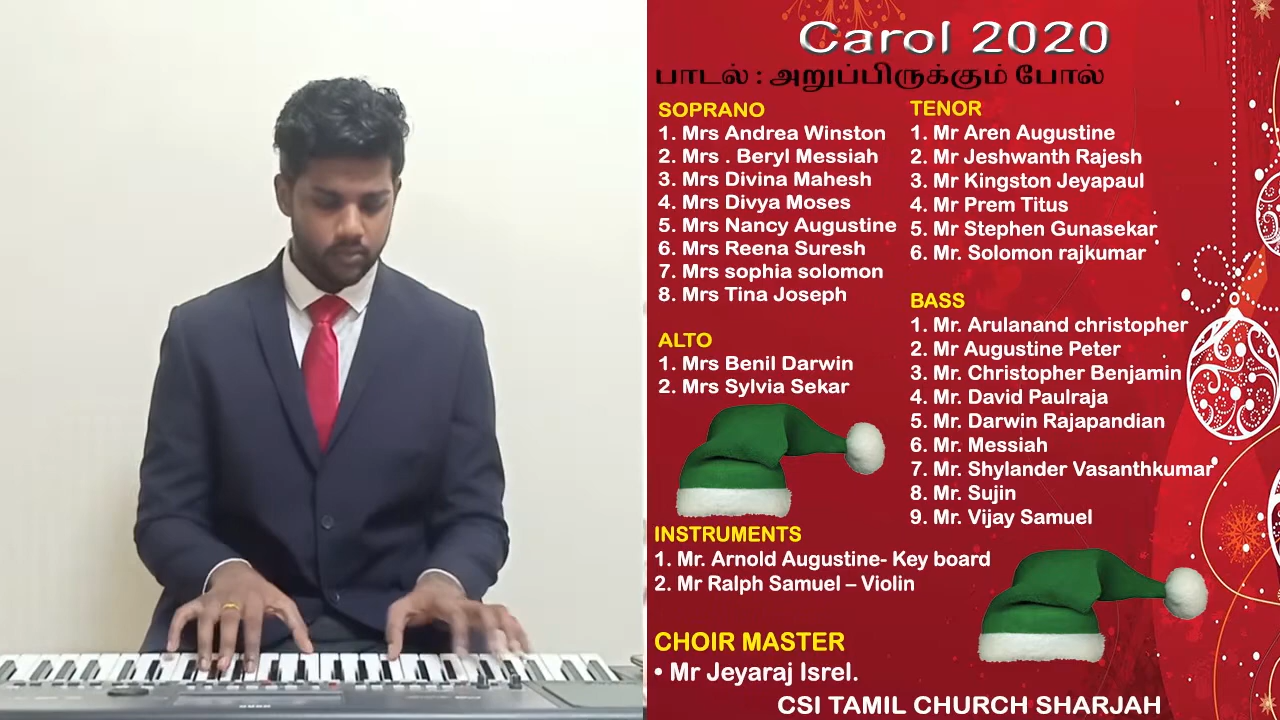 Carol 2020
பாடல் : அறுப்பிருக்கும் போல்
SOPRANO
1. Mrs Andrea Winston
2. Mrs . Beryl Messiah
3. Mrs Divina Mahesh
4. Mrs Divya Moses
5. Mrs Nancy Augustine
6. Mrs Reena Suresh
7. Mrs sophia solomon
8. Mrs Tina Joseph
ALTO
1. Mrs Benil Darwin
2. Mrs Sylvia Sekar
TENOR
1. Mr Aren Augustine
2. Mr Jeshwanth Rajesh
3. Mr Kingston Jeyapaul
4. Mr Prem Titus
5. Mr Stephen Gunasekar
6. Mr. Solomon rajkumar
BASS
1. Mr. Arulanand christopher
2. Mr Augustine Peter
3. Mr. Christopher Benjamin
4. Mr. David Paulraja
5. Mr. Darwin Rajapandian
6. Mr. Messiah
7. Mr. Shylander Vasanthkumar
8. Mr. Sujin
9. Mr. Vijay Samuel
INSTRUMENTS
1. Mr. Arnold Augustine- Key board
2. Mr Ralph Samuel – Violin
CHOIR MASTER
• Mr Jeyaraj Isrel.
CSI TAMIL CHURCH SHARJAH